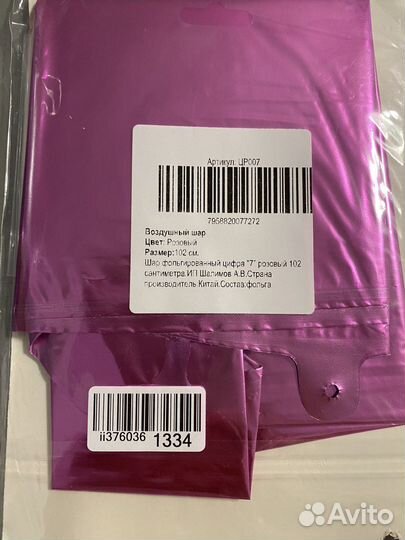 Артикул: ЦР007
7958820077272
Воздушный шар
Цвет: Розовый
Размер:102 см.
Шар фольгированный цифра "7" розовый 102
сантиметра.ИП Шалимов А.В.Страна
производитель:Китай.Состав:фольга
ii376036 1334
Avito